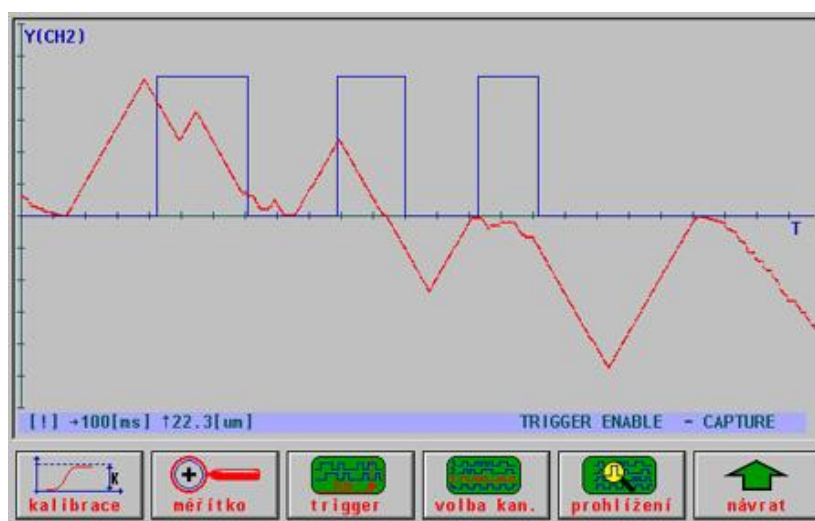 Y(CH2)
T
[!] →100[ms] ↑22.3[um] TRIGGER ENABLE - CAPTURE
K
kalibrace měřítko trigger volba kan. prohlížení návrat